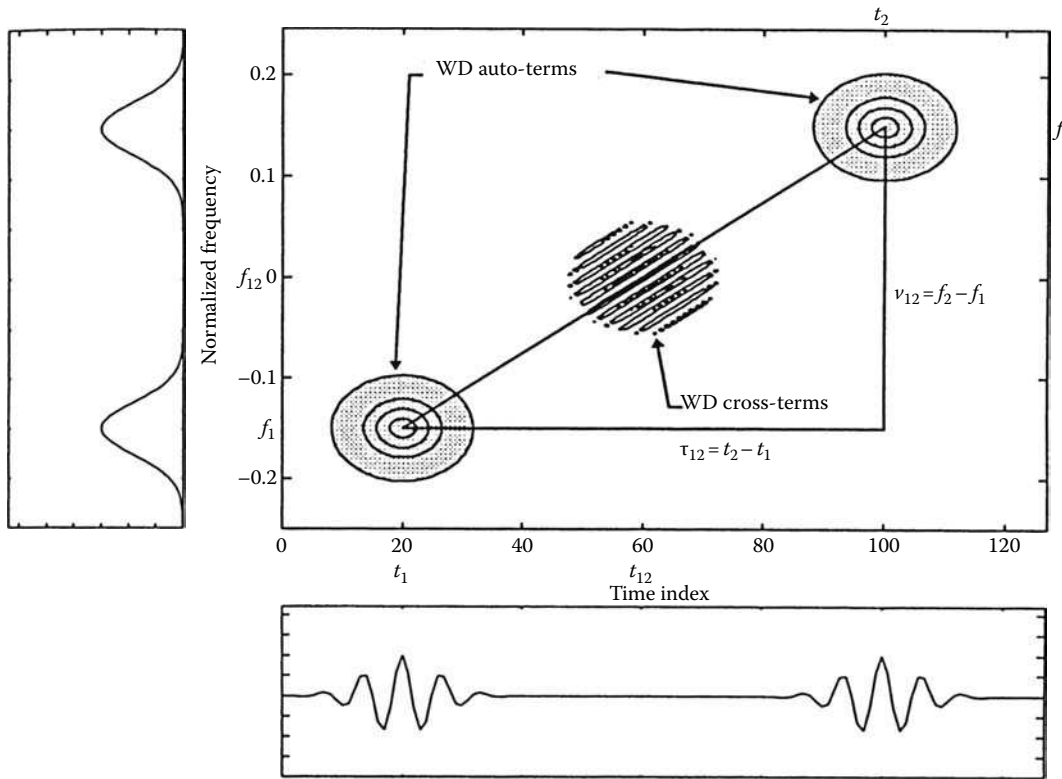 t₂
WD auto-terms
0.2
f
0.1
Normalized frequency
f₁₂ 0
ν₁₂ = f₂ − f₁
−0.1
WD cross-terms
f₁
τ₁₂ = t₂ − t₁
−0.2
0 20 40 60 80 100 120
t₁ t₁₂
Time index